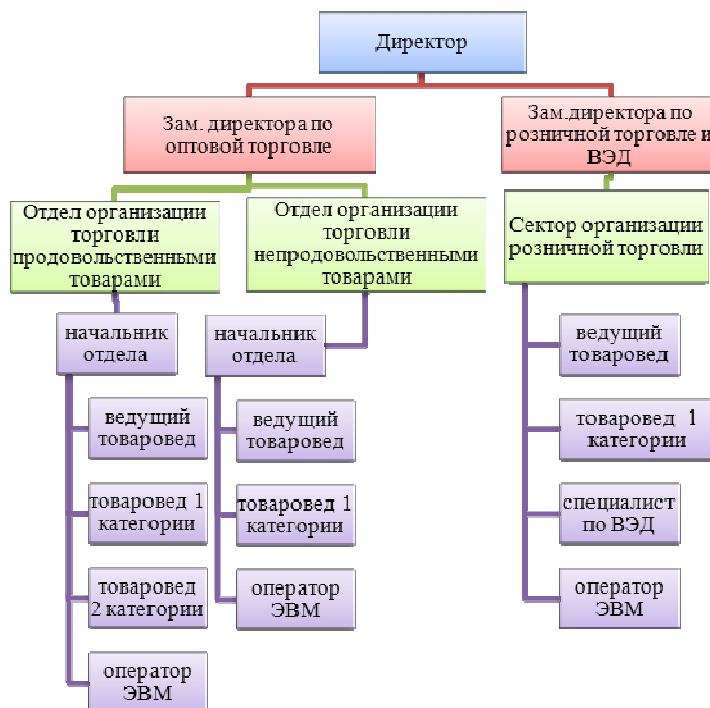 Директор
Зам. директора по
оптовой торговле
Зам.директора по
розничной торговле и
ВЭД
Отдел организации
торговли
продовольственными
товарами
Отдел организации
торговли
непродовольственными
товарами
Сектор организации
розничной торговли
начальник
отдела
ведущий
товаровед
товаровед 1
категории
товаровед
2 категории
оператор
ЭВМ
начальник
отдела
ведущий
товаровед
товаровед 1
категории
оператор
ЭВМ
ведущий
товаровед
товаровед 1
категории
специалист
по ВЭД
оператор
ЭВМ